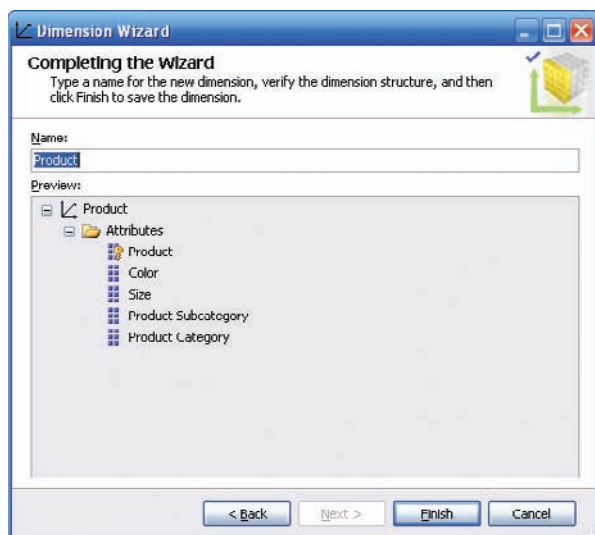 Dimension Wizard
Completing the Wizard
Type a name for the new dimension, verify the dimension structure, and then
click Finish to save the dimension.
Name:
Product
Preview:
Product
Attributes
Product
Color
Size
Product Subcategory
Product Category
< Back
Next >
Finish
Cancel